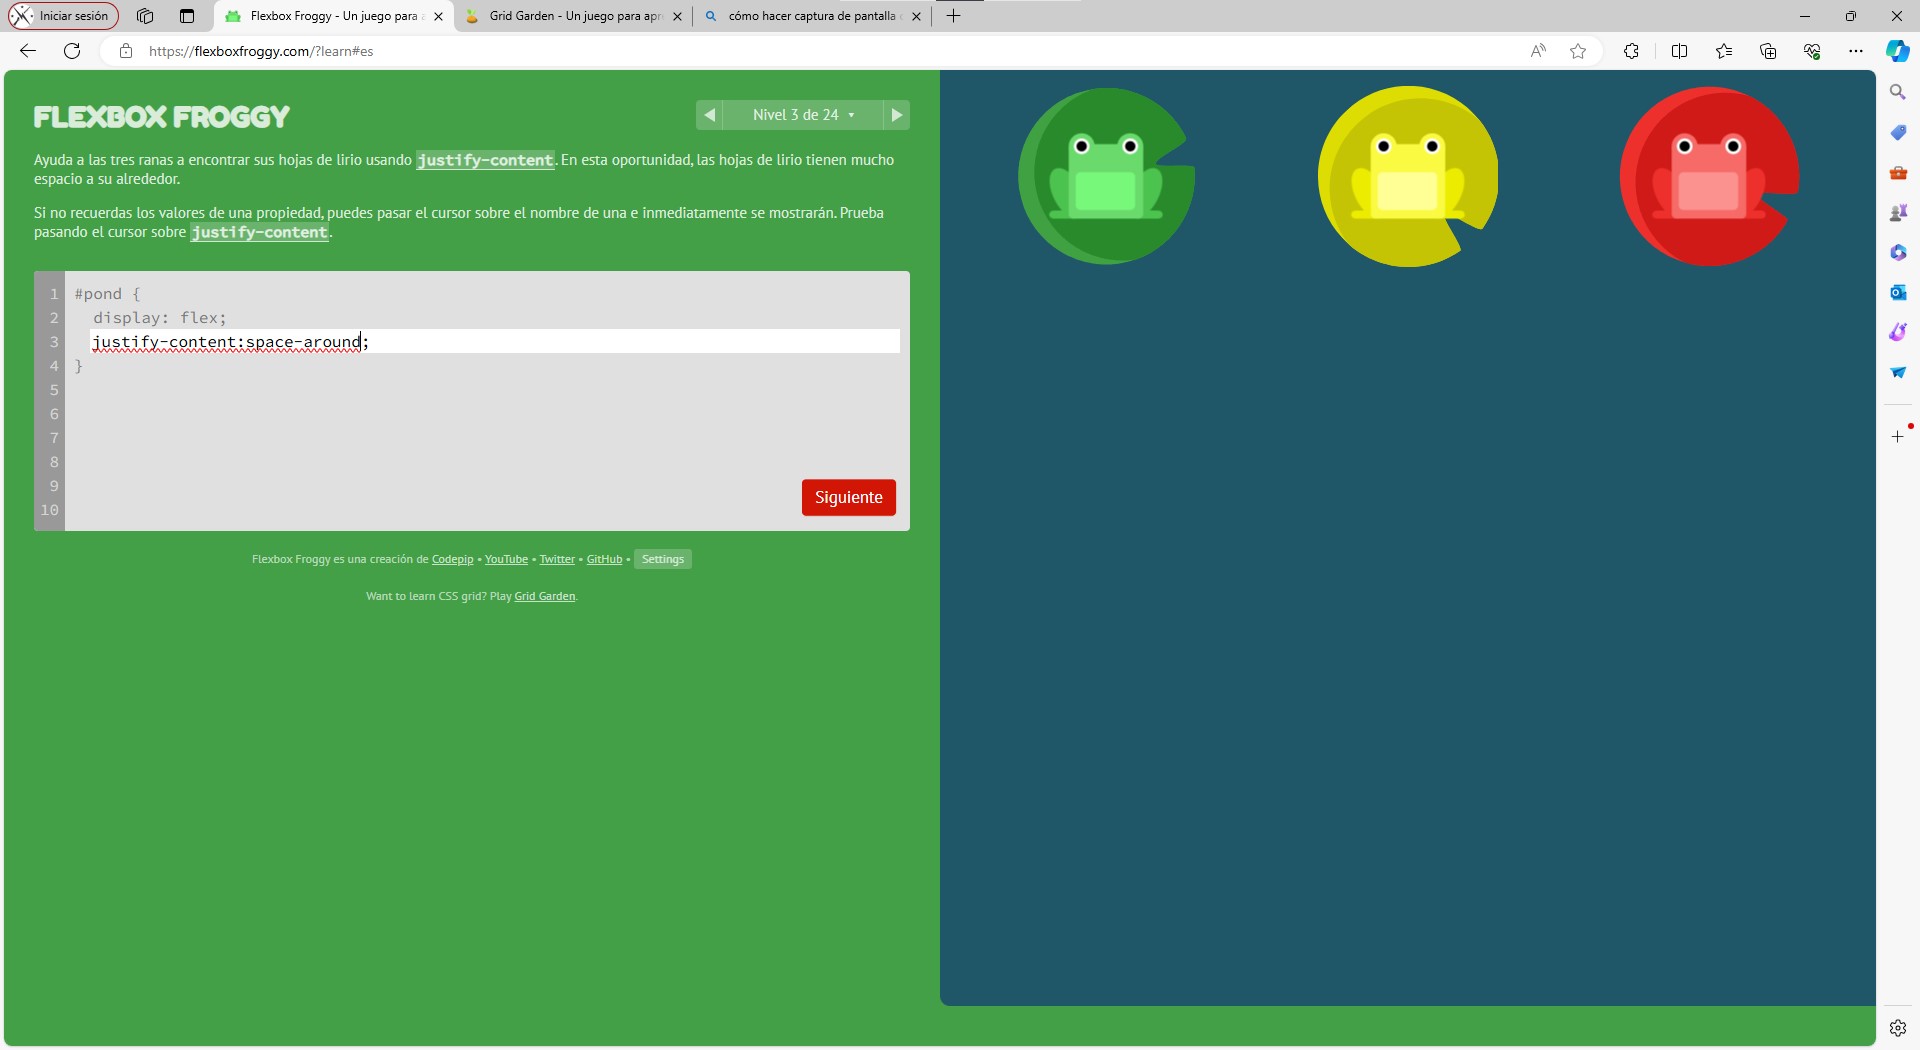 Iniciar sesión
Flexbox Froggy - Un juego para a
Grid Garden - Un juego para apr
cómo hacer captura de pantalla
https://flexboxfroggy.com/?learn#es
FLEXBOX FROGGY
Nivel 3 de 24
Ayuda a las tres ranas a encontrar sus hojas de lirio usando justify-content. En esta oportunidad, las hojas de lirio tienen mucho
espacio a su alrededor.
Si no recuerdas los valores de una propiedad, puedes pasar el cursor sobre el nombre de una e inmediatamente se mostrarán. Prueba
pasando el cursor sobre justify-content.
1 #pond {
2 display: flex;
3 justify-content:space-around;
4 }
5
6
7
8
9
10
Siguiente
Flexbox Froggy es una creación de Codepip • YouTube • Twitter • GitHub • Settings
Want to learn CSS grid? Play Grid Garden.